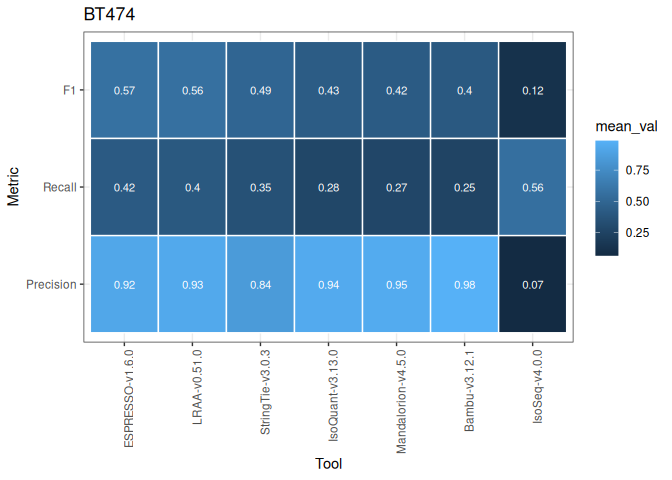 BT474
F1
0.57 0.56 0.49 0.43 0.42 0.4 0.12
Recall
0.42 0.4 0.35 0.28 0.27 0.25 0.56
Precision
0.92 0.93 0.84 0.94 0.95 0.98 0.07
Metric
ESPRESSO-v1.6.0
LRAA-v0.51.0
StringTie-v3.0.3
IsoQuant-v3.13.0
Mandalorion-v4.5.0
Bambu-v3.12.1
IsoSeq-v4.0.0
Tool
mean_val
0.75
0.50
0.25